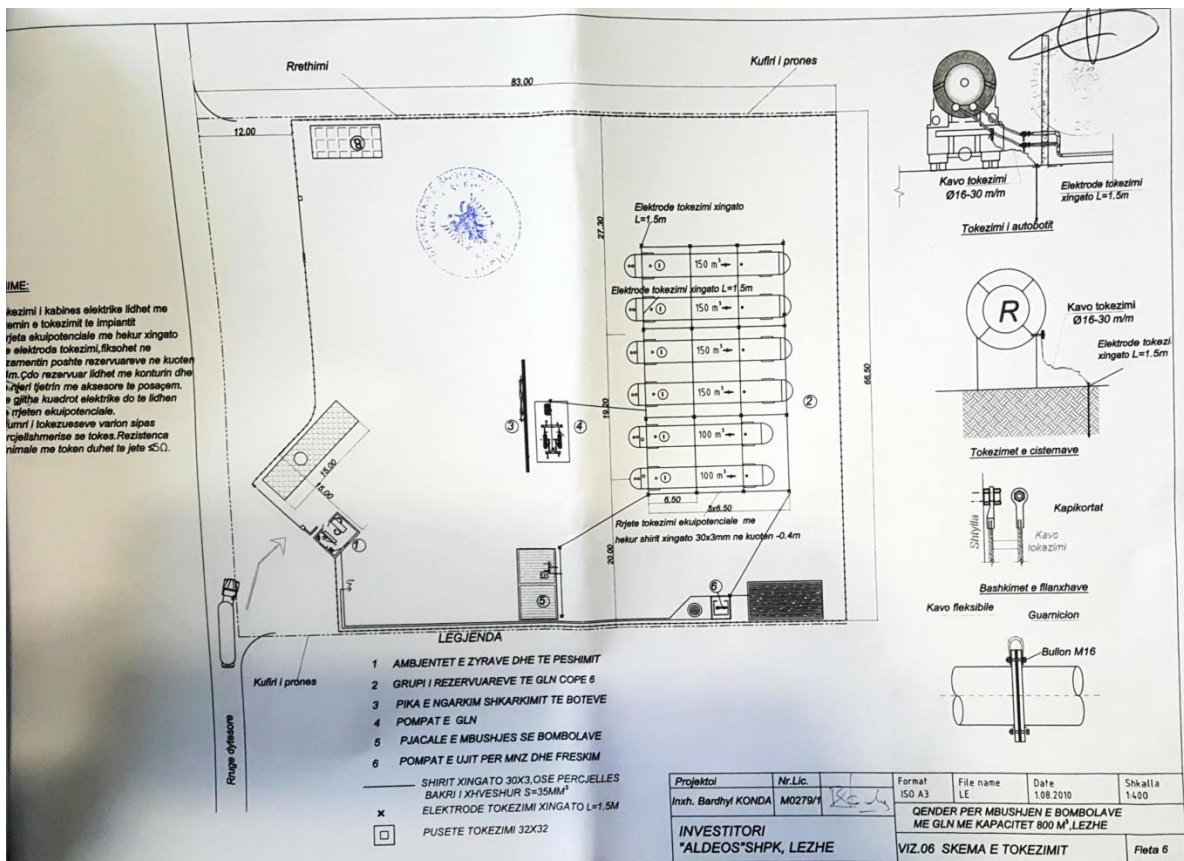 Rrethimi
Kufiri i prones
83.00
12.00
Elektrode tokezimi xingato
L=1.5m
27.30
150 m³
Elektrode tokezimi xingato L=1.5m
150 m³
150 m³
150 m³
100 m³
100 m³
19.20
66.50
20.00
6.50
3x6.50
Rrjete tokezimi ekuipotenciale me
hekur shirit xingato 30x3mm ne kuoten -0.4m
15.00
15.00
1
2
3
4
5
6
Kufiri i prones
Rruge dytesore
IME:
kezimi i kabines elektrike lidhet me
emin e tokezimit te impiantit
rjeta ekuipotenciale me hekur xingato
e elektroda tokezimi,fiksohet ne
zamentin poshte rezervuareve ne kuoten
m.Çdo rezervuar lidhet me konturin dhe
njeri tjetrin me aksesore te posaçem.
e gjitha kuadrot elektrike do te lidhen
rrjeten ekuipotenciale.
umri i tokezueseve varion sipas
rcjellshmerise se tokes.Rezistenca
nimale me token duhet te jete ≤5Ω.
Kavo tokezimi
Ø16-30 m/m
Elektrode tokezimi
xingato L=1.5m
Tokezimi i autobotit
R
Kavo tokezimi
Ø16-30 m/m
Elektrode tokezi
xingato L=1.5m
Tokezimet e cisternave
Kapikortat
Shtylla
Kavo
tokezimi
Bashkimet e fllanxhave
Kavo fleksibile
Guarnicion
Bullon M16
LEGJENDA
1 AMBJENTET E ZYRAVE DHE TE PESHIMIT
2 GRUPI I REZERVUAREVE TE GLN COPE 6
3 PIKA E NGARKIM SHKARKIMIT TE BOTEVE
4 POMPAT E GLN
5 PJACALE E MBUSHJES SE BOMBOLAVE
6 POMPAT E UJIT PER MNZ DHE FRESKIM
SHIRIT XINGATO 30X3,OSE PERCJELLES
BAKRI I XHVESHUR S=35MM²
ELEKTRODE TOKEZIMI XINGATO L=1.5M
PUSETE TOKEZIMI 32X32
Projektoi Nr.Lic. Format File name Date Shkalla
Inxh. Bardhyl KONDA M0279/1 ISO A3 LE 1.08.2010 1:400
QENDER PER MBUSHJEN E BOMBOLAVE
ME GLN ME KAPACITET 800 M³,LEZHE
INVESTITORI
"ALDEOS"SHPK, LEZHE
VIZ.06 SKEMA E TOKEZIMIT Fleta 6